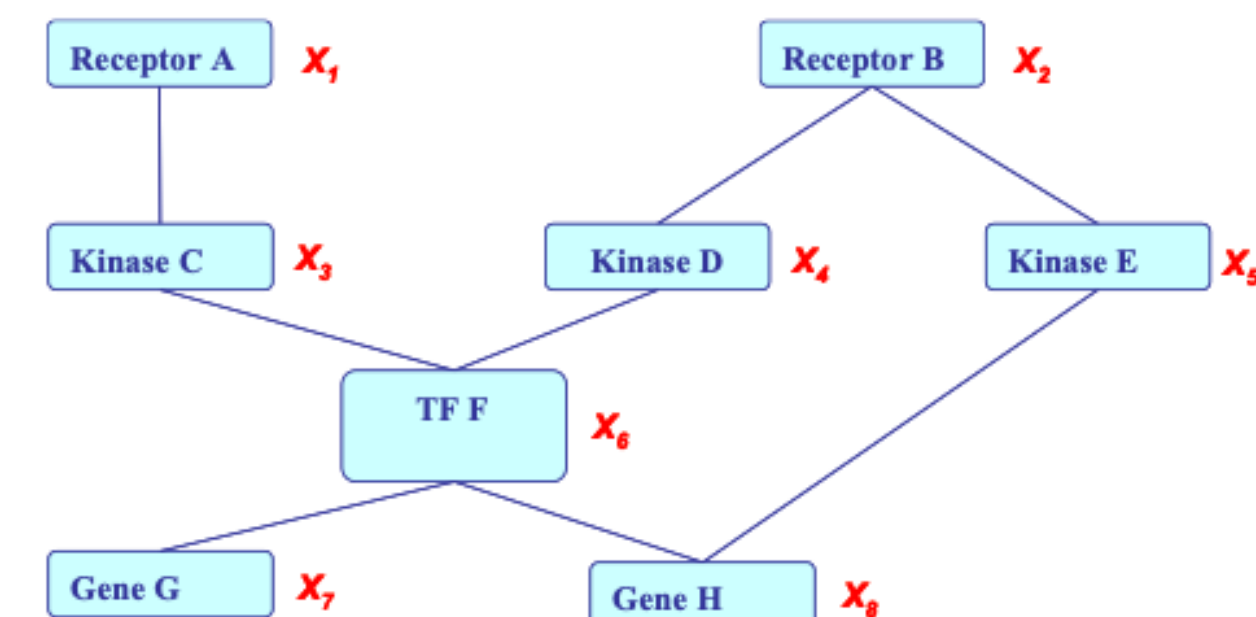 Receptor A X₁ Receptor B X₂
Kinase C X₃ Kinase D X₄ Kinase E X₅
TF F X₆
Gene G X₇ Gene H X₈